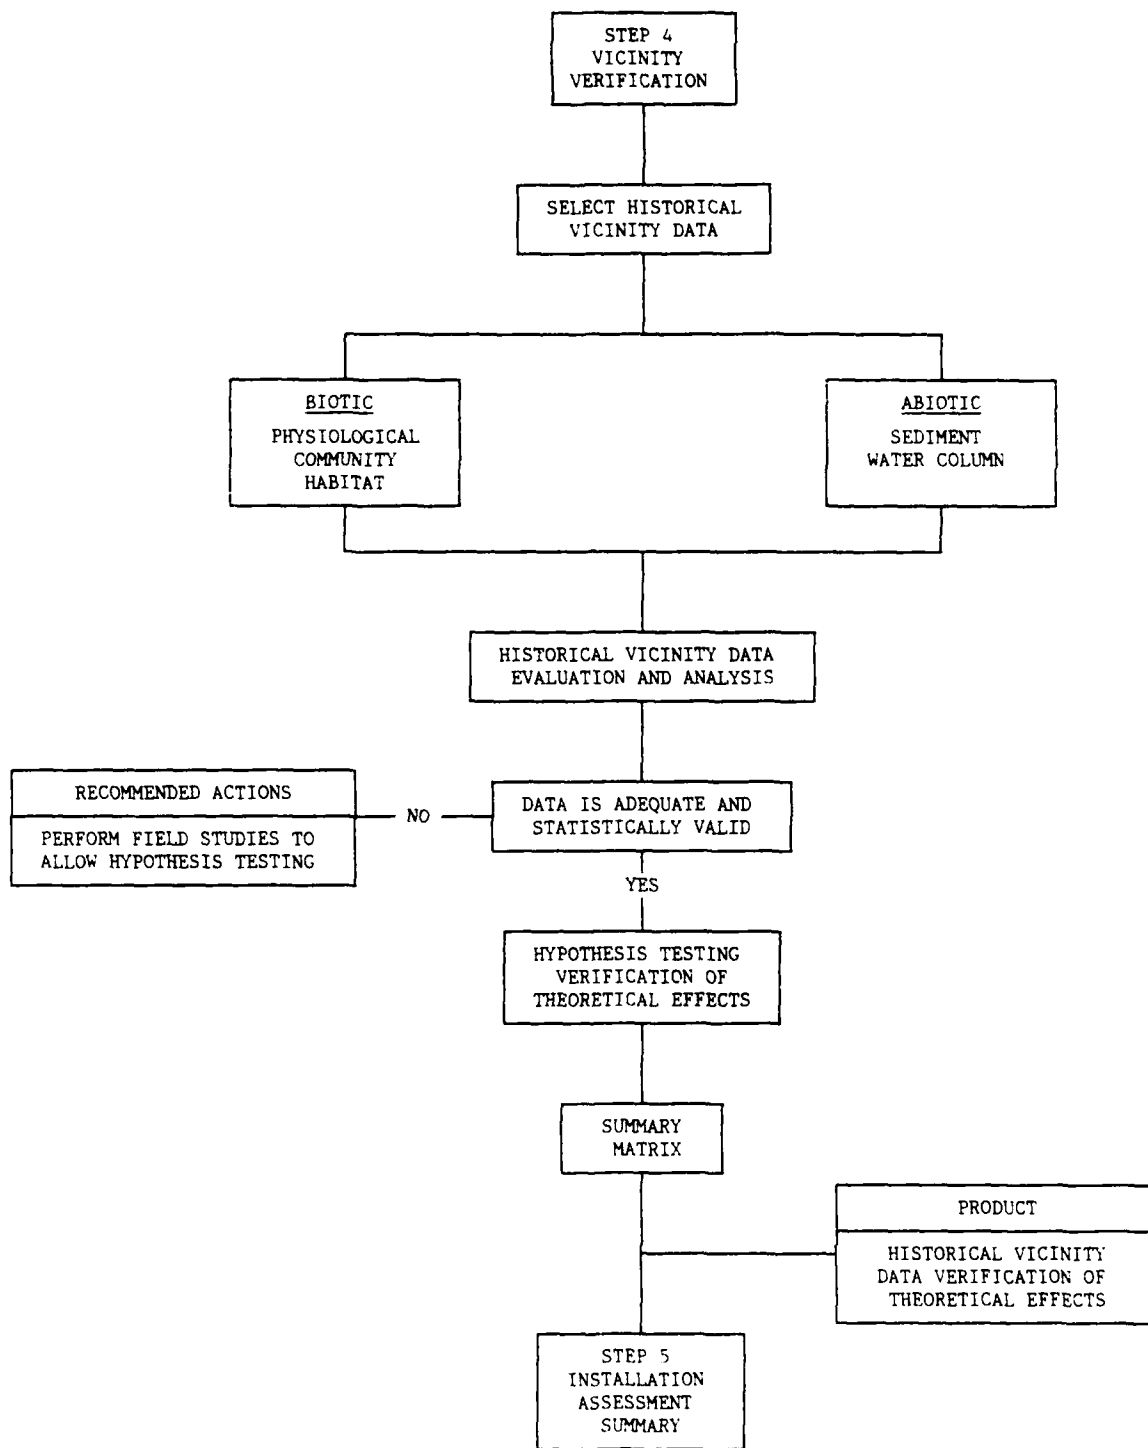 STEP 4
VICINITY
VERIFICATION
SELECT HISTORICAL
VICINITY DATA
BIOTIC
PHYSIOLOGICAL
COMMUNITY
HABITAT
ABIOTIC
SEDIMENT
WATER COLUMN
HISTORICAL VICINITY DATA
EVALUATION AND ANALYSIS
RECOMMENDED ACTIONS
PERFORM FIELD STUDIES TO
ALLOW HYPOTHESIS TESTING
NO
DATA IS ADEQUATE AND
STATISTICALLY VALID
YES
HYPOTHESIS TESTING
VERIFICATION OF
THEORETICAL EFFECTS
SUMMARY
MATRIX
PRODUCT
HISTORICAL VICINITY
DATA VERIFICATION OF
THEORETICAL EFFECTS
STEP 5
INSTALLATION
ASSESSMENT
SUMMARY